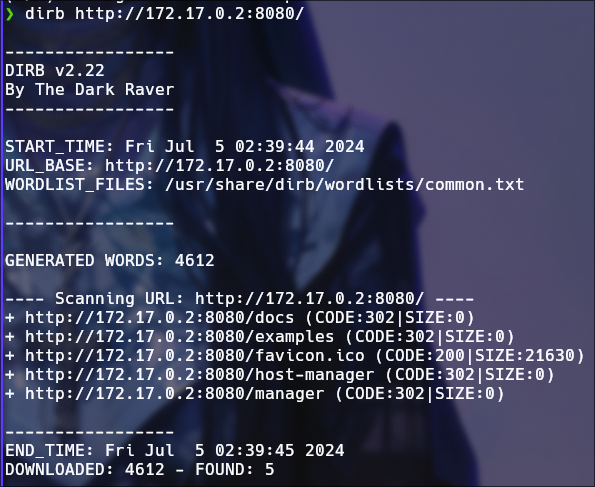 ❯ dirb http://172.17.0.2:8080/
-----------------
DIRB v2.22
By The Dark Raver
-----------------
START_TIME: Fri Jul  5 02:39:44 2024
URL_BASE: http://172.17.0.2:8080/
WORDLIST_FILES: /usr/share/dirb/wordlists/common.txt
-----------------
GENERATED WORDS: 4612
---- Scanning URL: http://172.17.0.2:8080/ ----
+ http://172.17.0.2:8080/docs (CODE:302|SIZE:0)
+ http://172.17.0.2:8080/examples (CODE:302|SIZE:0)
+ http://172.17.0.2:8080/favicon.ico (CODE:200|SIZE:21630)
+ http://172.17.0.2:8080/host-manager (CODE:302|SIZE:0)
+ http://172.17.0.2:8080/manager (CODE:302|SIZE:0)
-----------------
END_TIME: Fri Jul  5 02:39:45 2024
DOWNLOADED: 4612 - FOUND: 5